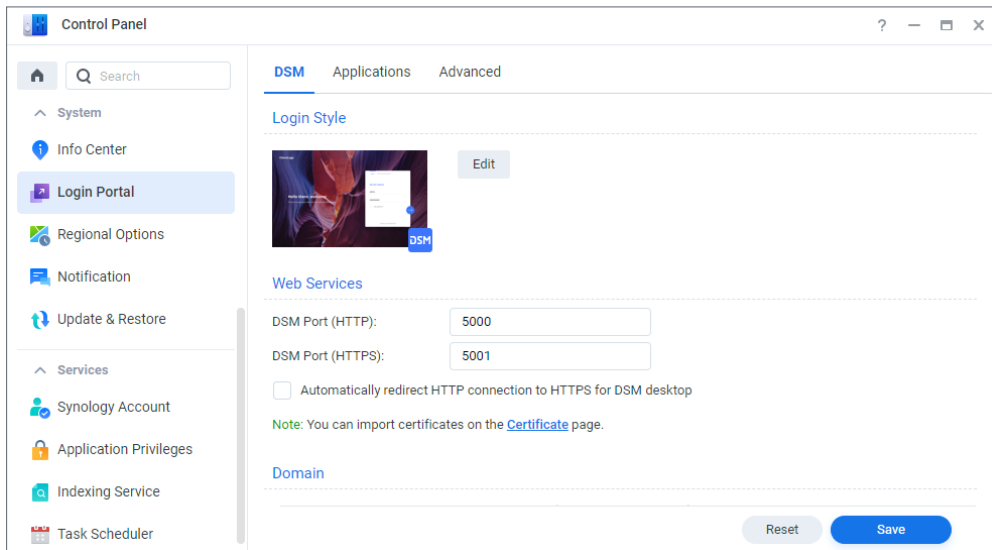 Control Panel
?
Search
DSM Applications Advanced
System
Info Center
Login Portal
Regional Options
Notification
Update & Restore
Services
Synology Account
Application Privileges
Indexing Service
Task Scheduler
Login Style
Edit
DSM
Web Services
DSM Port (HTTP): 5000
DSM Port (HTTPS): 5001
Automatically redirect HTTP connection to HTTPS for DSM desktop
Note: You can import certificates on the Certificate page.
Domain
Reset Save